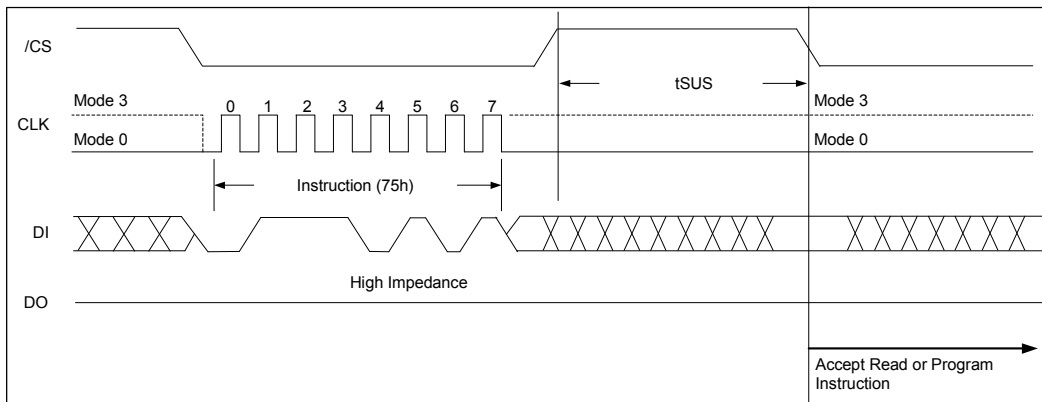 /CS
tSUS
Mode 3
0 1 2 3 4 5 6 7
Mode 3
CLK
Mode 0
Mode 0
Instruction (75h)
DI
High Impedance
DO
Accept Read or Program
Instruction